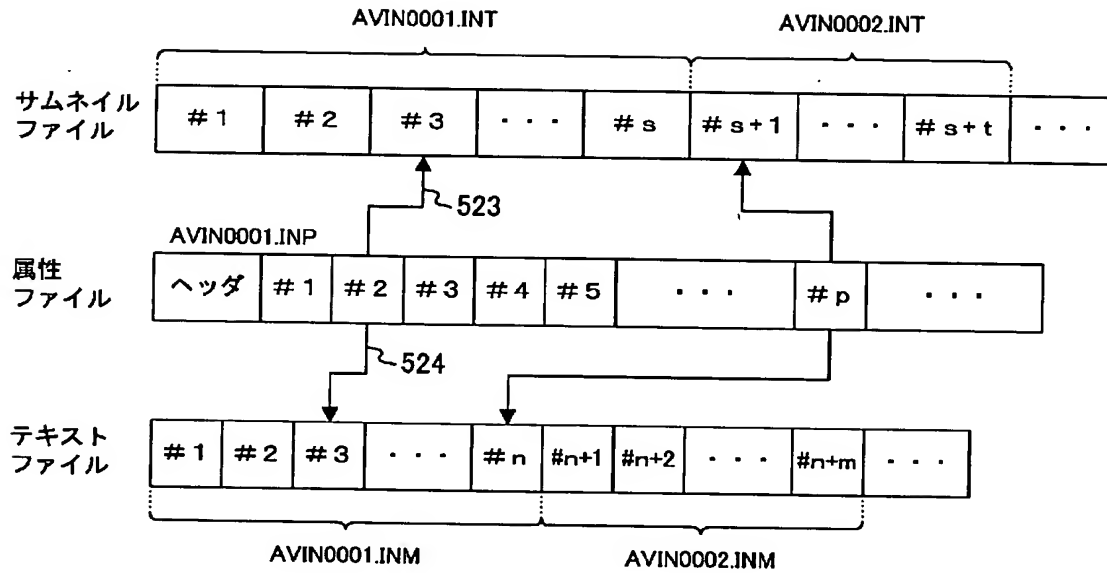 AVIN0001.INT
AVIN0002.INT
サムネイル
ファイル
#1 #2 #3 ・・・ #s #s+1 ・・・ #s+t ・・・
523
AVIN0001.INP
属性
ファイル
ヘッダ #1 #2 #3 #4 #5 ・・・ #p ・・・
524
テキスト
ファイル
#1 #2 #3 ・・・ #n #n+1 #n+2 ・・・ #n+m ・・・
AVIN0001.INM
AVIN0002.INM